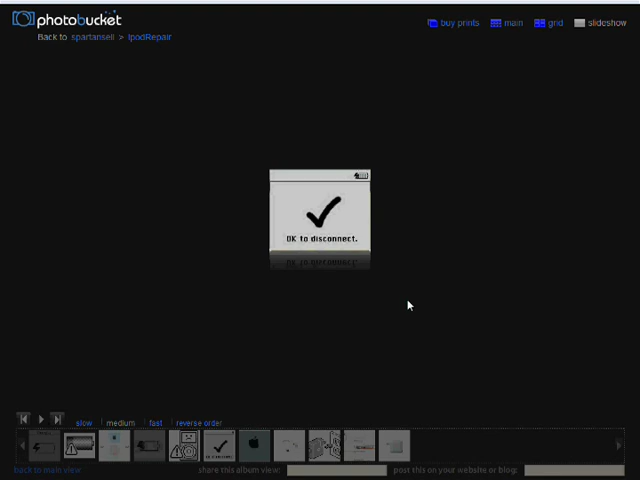 photobucket
buy prints main grid slideshow
Back to spartansell > IpodRepair
OK to disconnect.
slow medium fast reverse order
back to main view share this album view: post this on your website or blog: